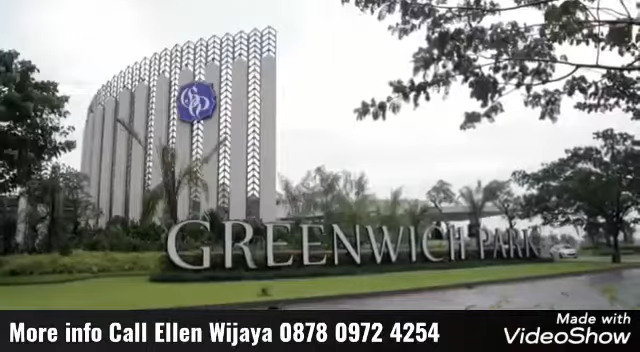 GREENWICH PARK
More info Call Ellen Wijaya 0878 0972 4254
Made with
VideoShow